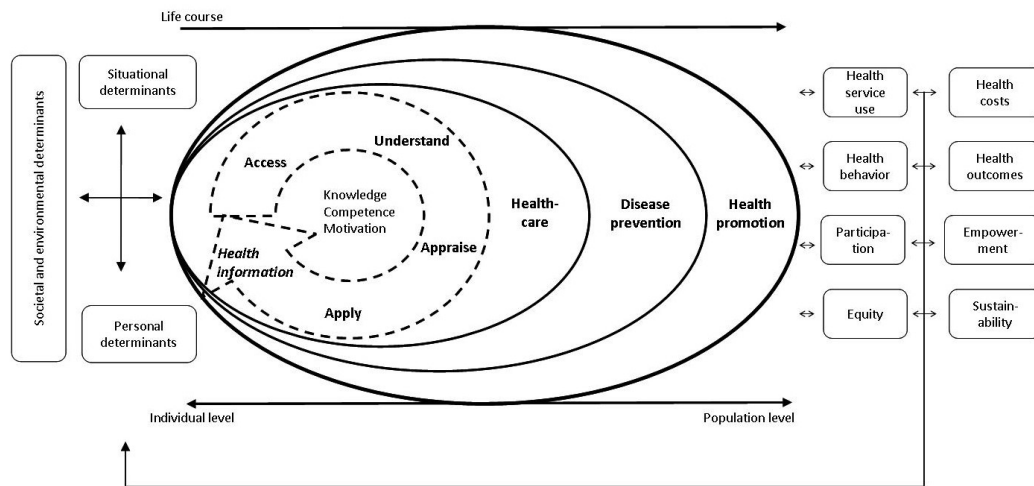 Life course
Societal and environmental determinants
Situational
determinants
Personal
determinants
Access
Understand
Knowledge
Competence
Motivation
Health
information
Appraise
Apply
Health-
care
Disease
prevention
Health
promotion
Individual level
Population level
Health
service
use
Health
costs
Health
behavior
Health
outcomes
Participa-
tion
Empower-
ment
Equity
Sustain-
ability